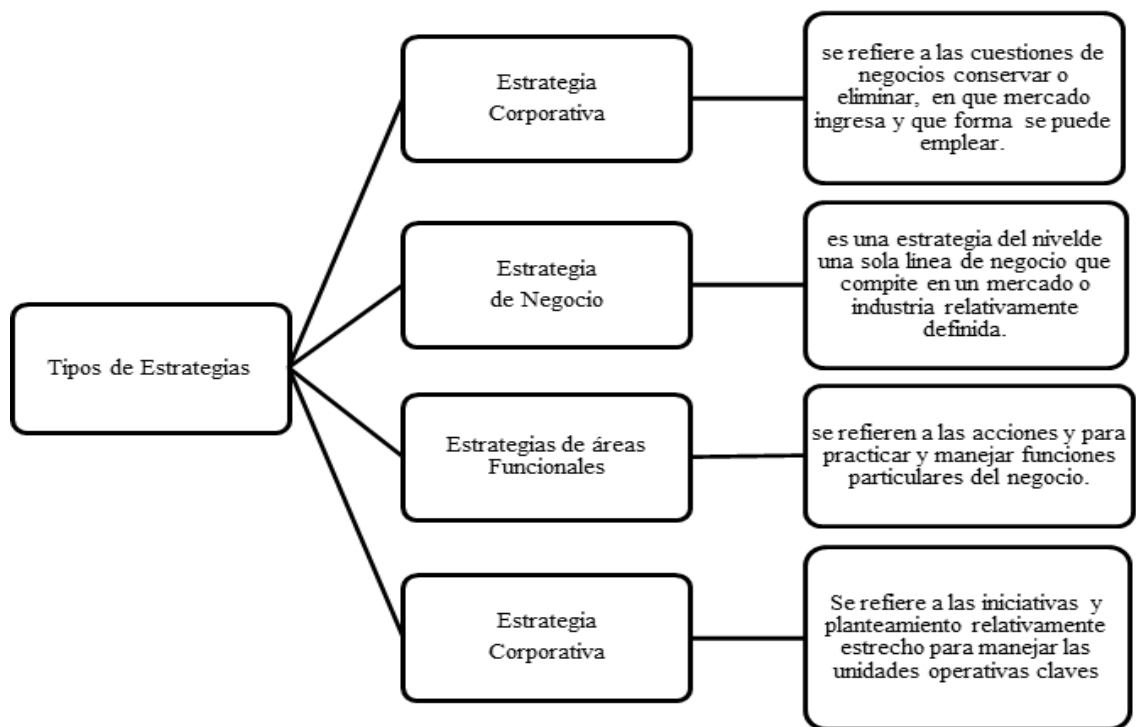 Tipos de Estrategias
Estrategia
Corporativa
se refiere a las cuestiones de
negocios conservar o
eliminar, en que mercado
ingresa y que forma se puede
emplear.
Estrategia
de Negocio
es una estrategia del nivelde
una sola linea de negocio que
compite en un mercado o
industria relativamente
definida.
Estrategias de áreas
Funcionales
se refieren a las acciones y para
practicar y manejar funciones
particulares del negocio.
Estrategia
Corporativa
Se refiere a las iniciativas y
planteamiento relativamente
estrecho para manejar las
unidades operativas claves